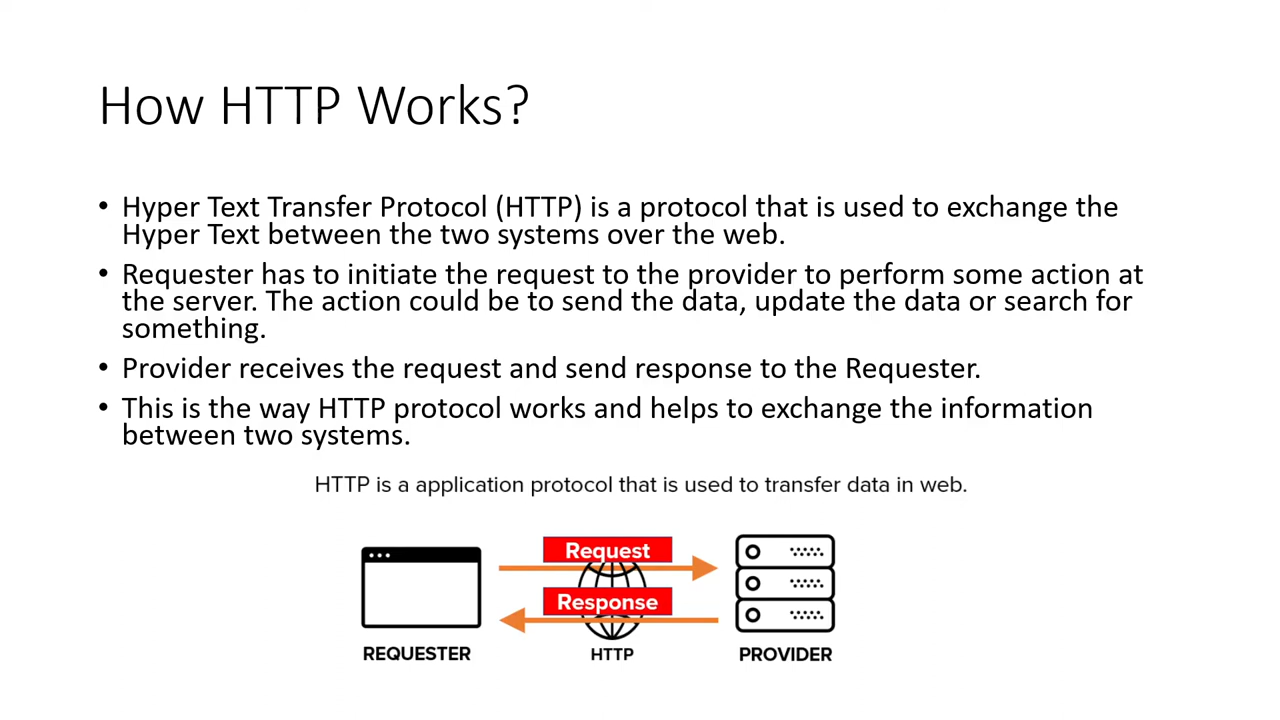 How HTTP Works?
• Hyper Text Transfer Protocol (HTTP) is a protocol that is used to exchange the
Hyper Text between the two systems over the web.
• Requester has to initiate the request to the provider to perform some action at
the server. The action could be to send the data, update the data or search for
something.
• Provider receives the request and send response to the Requester.
• This is the way HTTP protocol works and helps to exchange the information
between two systems.
HTTP is a application protocol that is used to transfer data in web.
Request
Response
REQUESTER
HTTP
PROVIDER